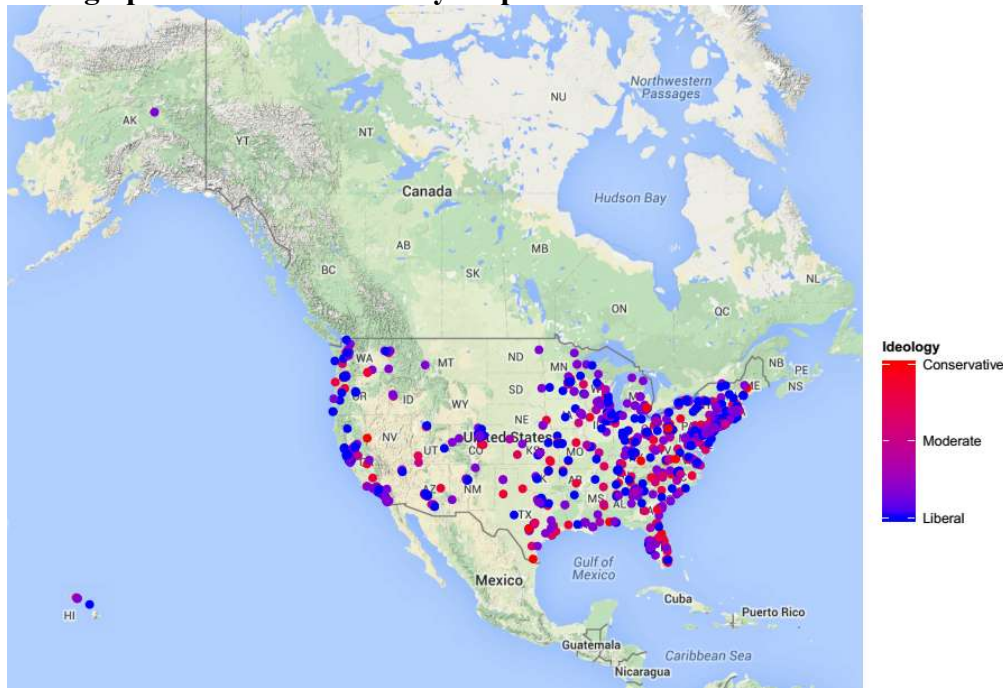 Northwestern
Passages
NU
AK
YT
NT
Canada
Hudson Bay
AB
MB
BC
SK
NL
ON
QC
Ideology
Conservative
Moderate
Liberal
NB
PE
NS
ME
WA
MT
ND
MN
OR
ID
SD
WY
NE
NV
UT
CO
United States
KS
MO
AZ
NM
AR
MS
AL
TX
Gulf of
Mexico
Mexico
HI
Cuba
Puerto Rico
Guatemala
Caribbean Sea
Nicaragua